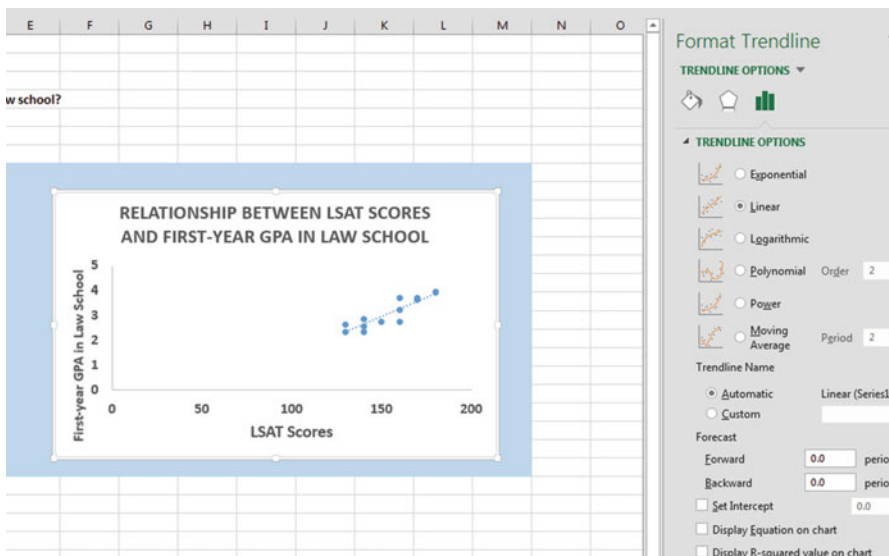 E F G H I J K L M N O
w school?
RELATIONSHIP BETWEEN LSAT SCORES
AND FIRST-YEAR GPA IN LAW SCHOOL
First-year GPA in Law School
5
4
3
2
1
0
0 50 100 150 200
LSAT Scores
Format Trendline
TRENDLINE OPTIONS
TRENDLINE OPTIONS
Exponential
Linear
Logarithmic
Polynomial Order 2
Power
Moving
Average Period 2
Trendline Name
Automatic Linear (Series1
Custom
Forecast
Forward 0.0 perio
Backward 0.0 perio
Set Intercept 0.0
Display Equation on chart
Display R-squared value on chart